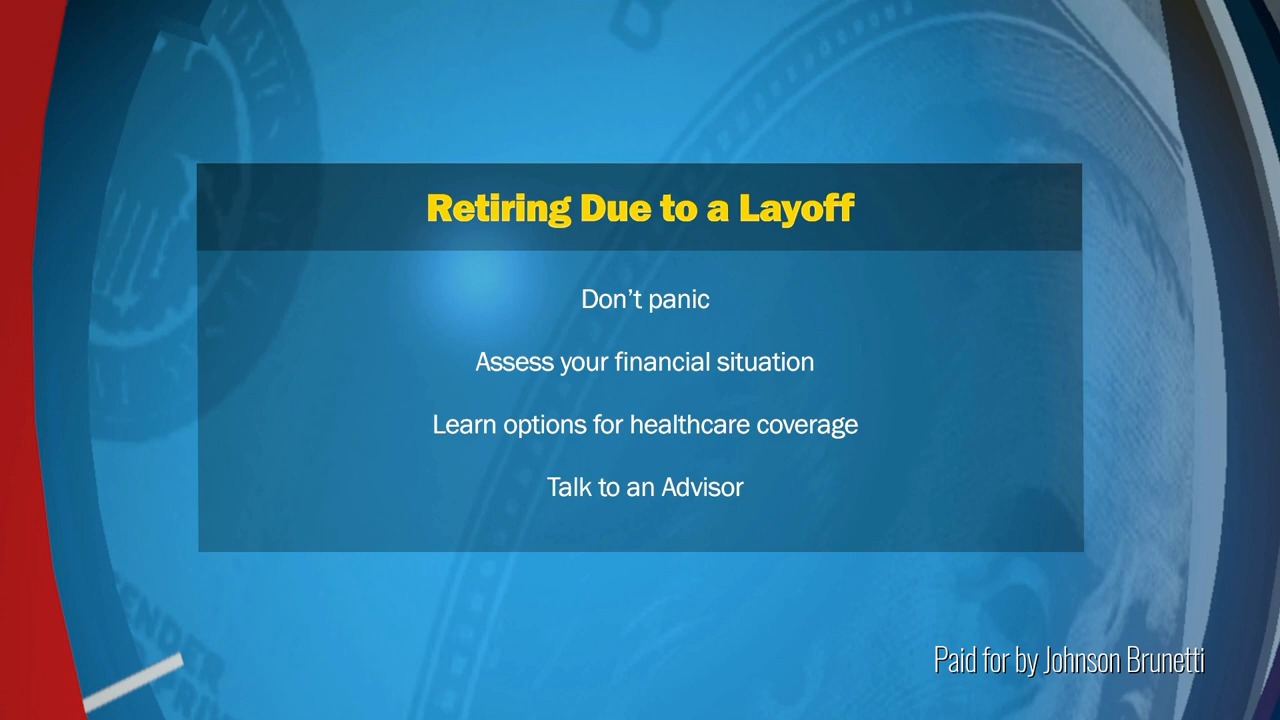 Retiring Due to a Layoff
Don't panic
Assess your financial situation
Learn options for healthcare coverage
Talk to an Advisor
Paid for by Johnson Brunetti